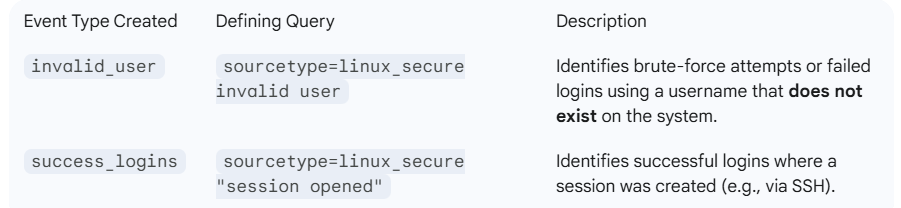 Event Type Created Defining Query Description
invalid_user sourcetype=linux_secure Identifies brute-force attempts or failed
invalid user logins using a username that does not
exist on the system.
success_logins sourcetype=linux_secure Identifies successful logins where a
"session opened" session was created (e.g., via SSH).